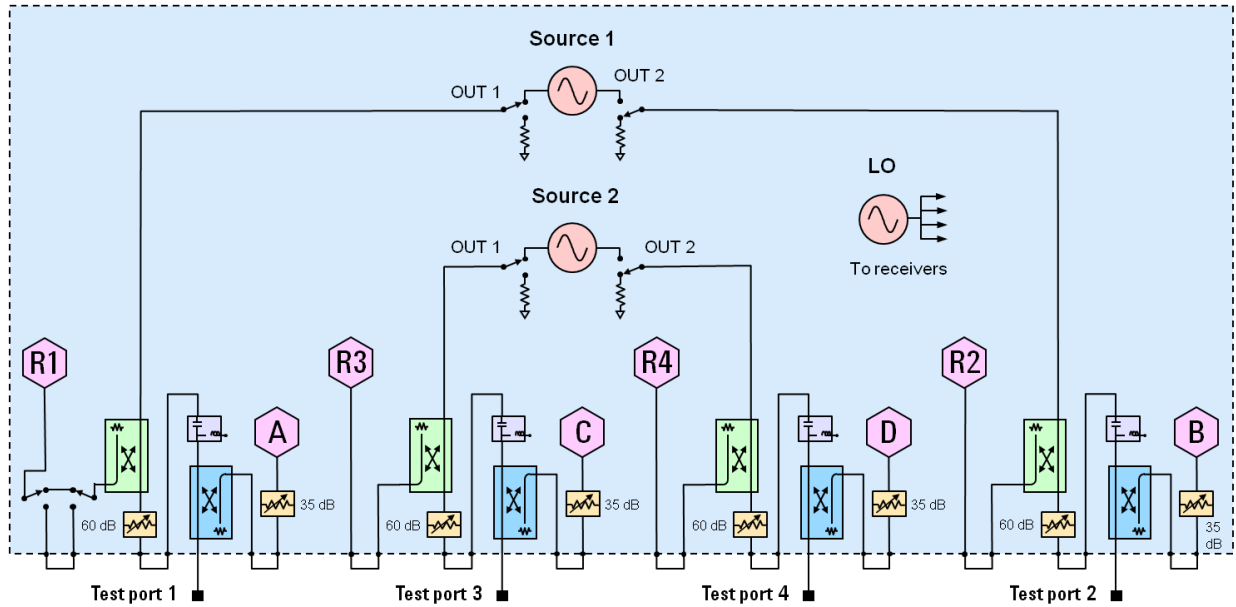 Source 1
OUT 1
OUT 2
LO
Source 2
OUT 1
OUT 2
To receivers
R1
R3
R4
R2
A
C
D
B
60 dB
35 dB
60 dB
35 dB
60 dB
35 dB
60 dB
35
dB
Test port 1
Test port 3
Test port 4
Test port 2